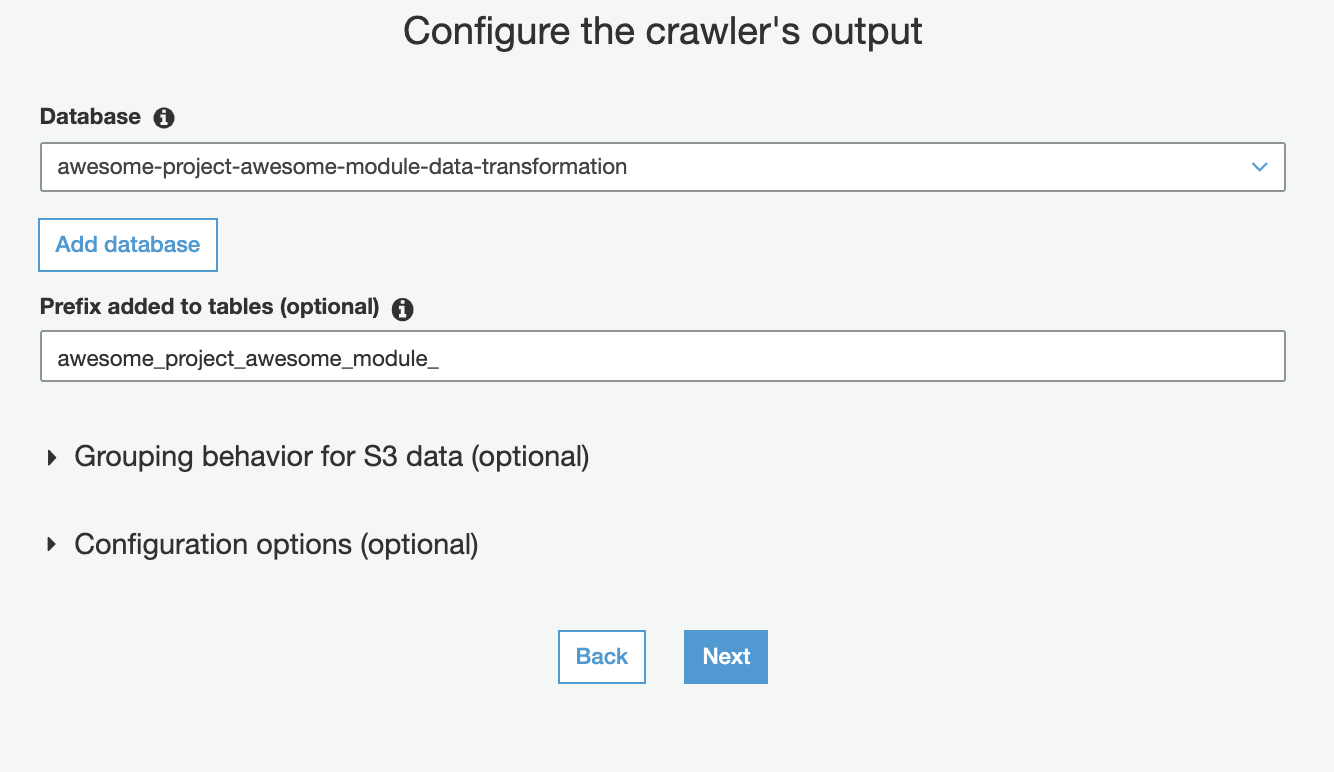 Configure the crawler's output
Database
awesome-project-awesome-module-data-transformation
Add database
Prefix added to tables (optional)
awesome_project_awesome_module_
Grouping behavior for S3 data (optional)
Configuration options (optional)
Back
Next